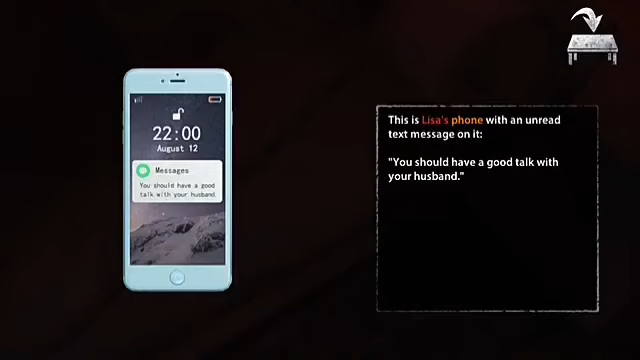 22:00
August 12
Messages
You should have a good
talk with your husband.
This is Lisa's phone with an unread
text message on it:
"You should have a good talk with
your husband."